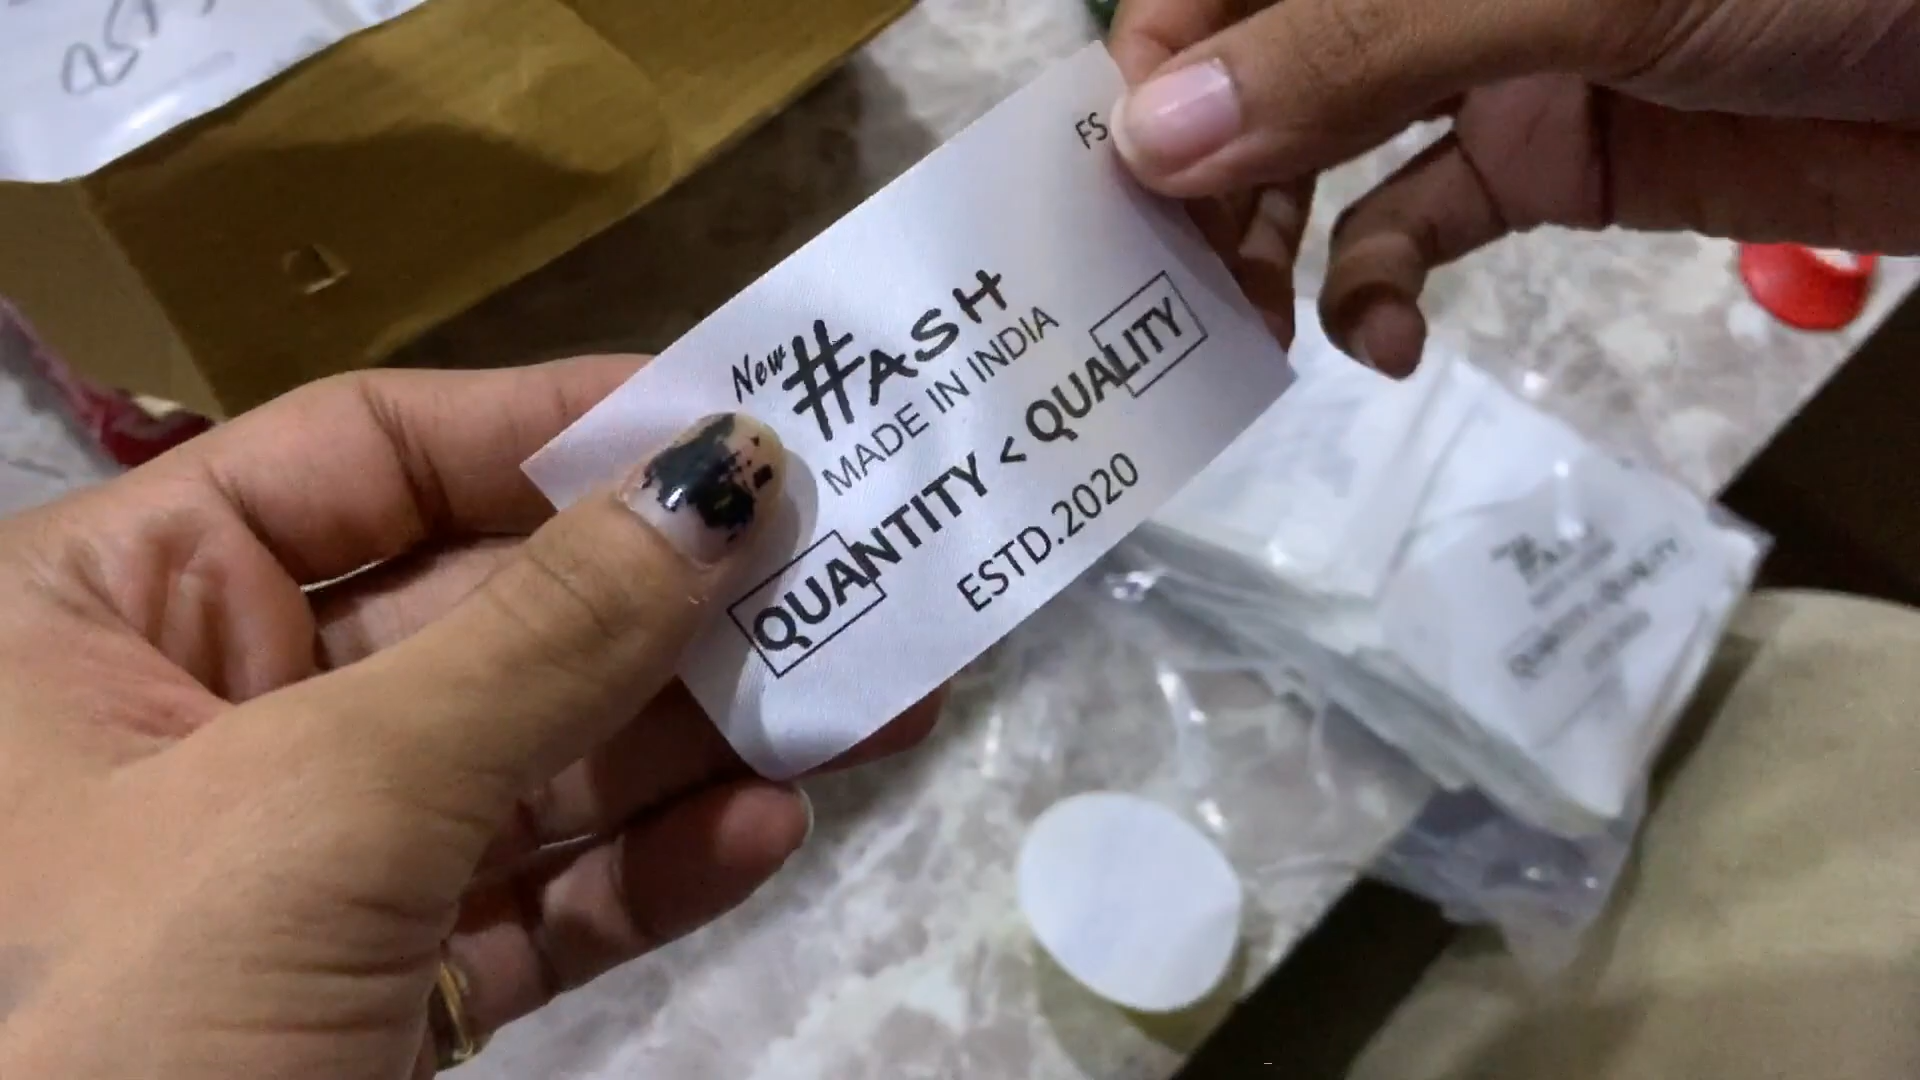 FS
New #ASH
MADE IN INDIA
QUANTITY < QUALITY
ESTD.2020